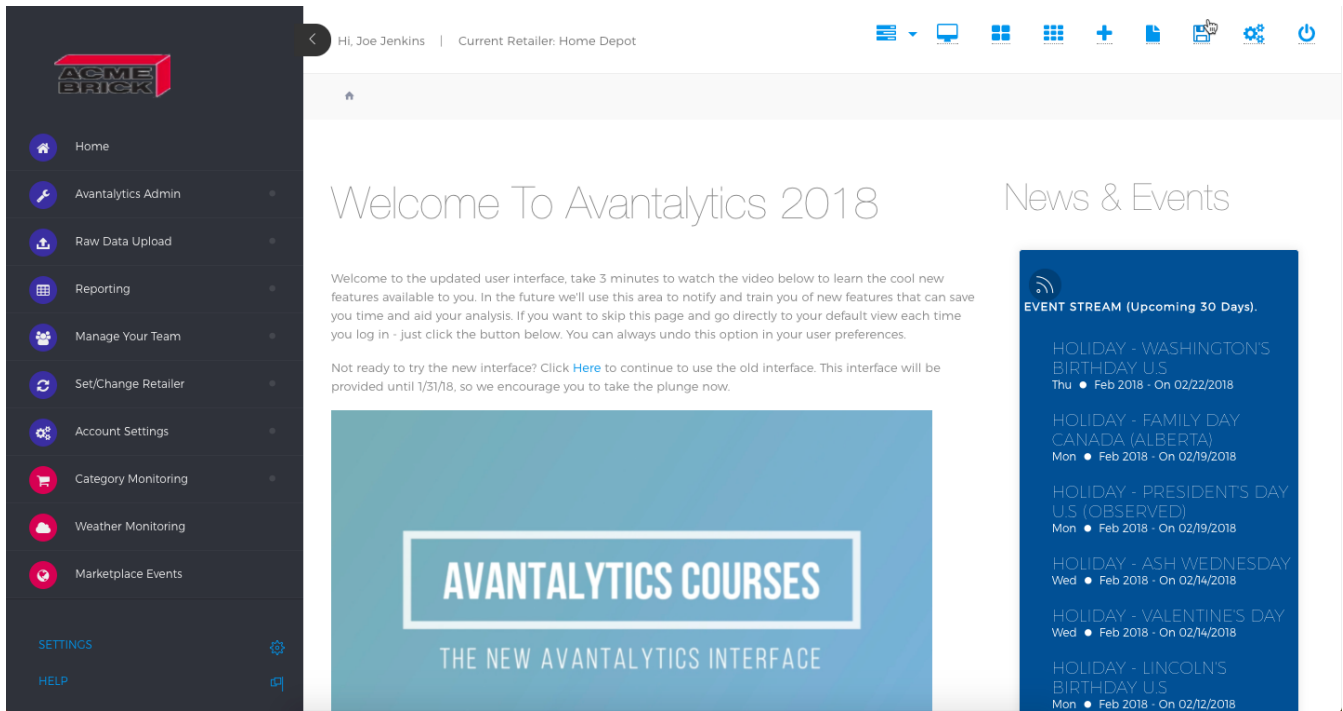 ACME
BRICK
Home
Avantalytics Admin
Raw Data Upload
Reporting
Manage Your Team
Set/Change Retailer
Account Settings
Category Monitoring
Weather Monitoring
Marketplace Events
SETTINGS
HELP
Hi, Joe Jenkins | Current Retailer: Home Depot
Welcome To Avantalytics 2018
Welcome to the updated user interface, take 3 minutes to watch the video below to learn the cool new
features available to you. In the future we'll use this area to notify and train you of new features that can save
you time and aid your analysis. If you want to skip this page and go directly to your default view each time
you log in - just click the button below. You can always undo this option in your user preferences.
Not ready to try the new interface? Click Here to continue to use the old interface. This interface will be
provided until 1/31/18, so we encourage you to take the plunge now.
AVANTALYTICS COURSES
THE NEW AVANTALYTICS INTERFACE
News & Events
EVENT STREAM (Upcoming 30 Days).
HOLIDAY - WASHINGTON'S
BIRTHDAY U.S
Thu ● Feb 2018 - On 02/22/2018
HOLIDAY - FAMILY DAY
CANADA (ALBERTA)
Mon ● Feb 2018 - On 02/19/2018
HOLIDAY - PRESIDENT'S DAY
U.S (OBSERVED)
Mon ● Feb 2018 - On 02/19/2018
HOLIDAY - ASH WEDNESDAY
Wed ● Feb 2018 - On 02/14/2018
HOLIDAY - VALENTINE'S DAY
Wed ● Feb 2018 - On 02/14/2018
HOLIDAY - LINCOLN'S
BIRTHDAY U.S
Mon ● Feb 2018 - On 02/12/2018